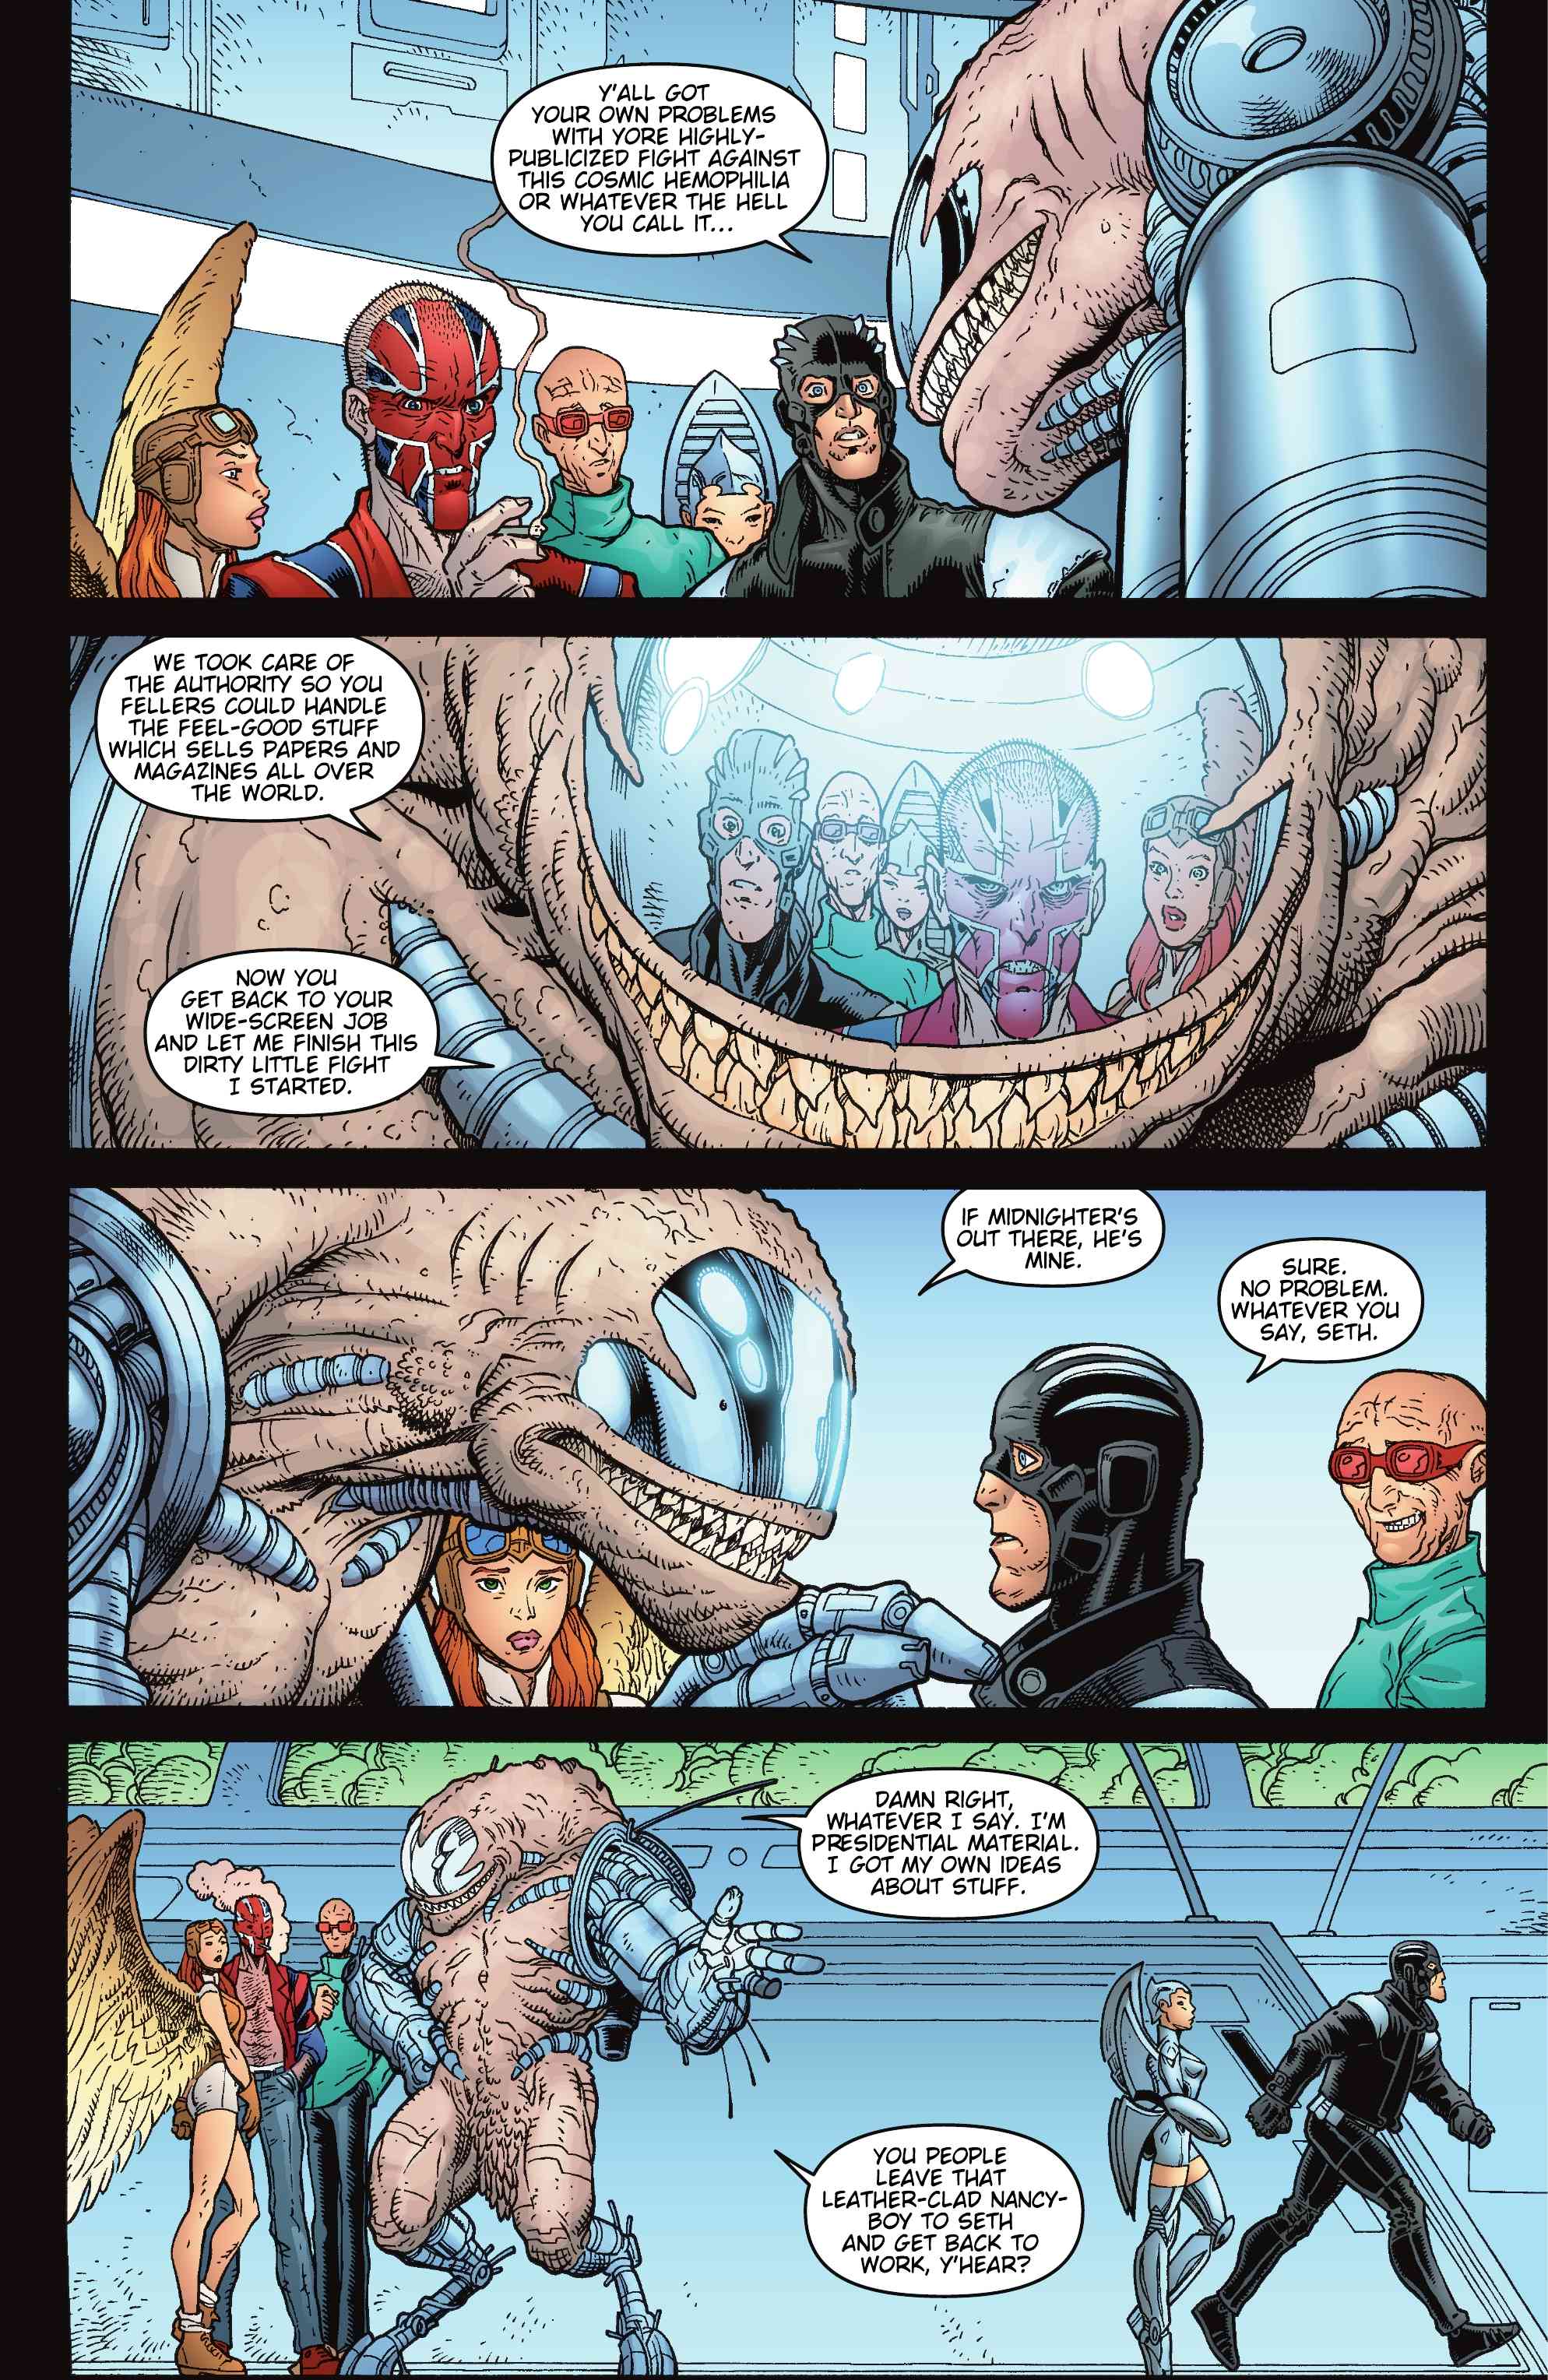 Y'ALL GOT
YOUR OWN PROBLEMS
WITH YORE HIGHLY-
PUBLICIZED FIGHT AGAINST
THIS COSMIC HEMOPHILIA
OR WHATEVER THE HELL
YOU CALL IT...
WE TOOK CARE OF
THE AUTHORITY SO YOU
FELLERS COULD HANDLE
THE FEEL-GOOD STUFF
WHICH SELLS PAPERS AND
MAGAZINES ALL OVER
THE WORLD.
NOW YOU
GET BACK TO YOUR
WIDE-SCREEN JOB
AND LET ME FINISH THIS
DIRTY LITTLE FIGHT
I STARTED.
IF MIDNIGHTER'S
OUT THERE, HE'S
MINE.
SURE.
NO PROBLEM.
WHATEVER YOU
SAY, SETH.
DAMN RIGHT,
WHATEVER I SAY. I'M
PRESIDENTIAL MATERIAL.
I GOT MY OWN IDEAS
ABOUT STUFF.
YOU PEOPLE
LEAVE THAT
LEATHER-CLAD NANCY-
BOY TO SETH
AND GET BACK TO
WORK, Y'HEAR?